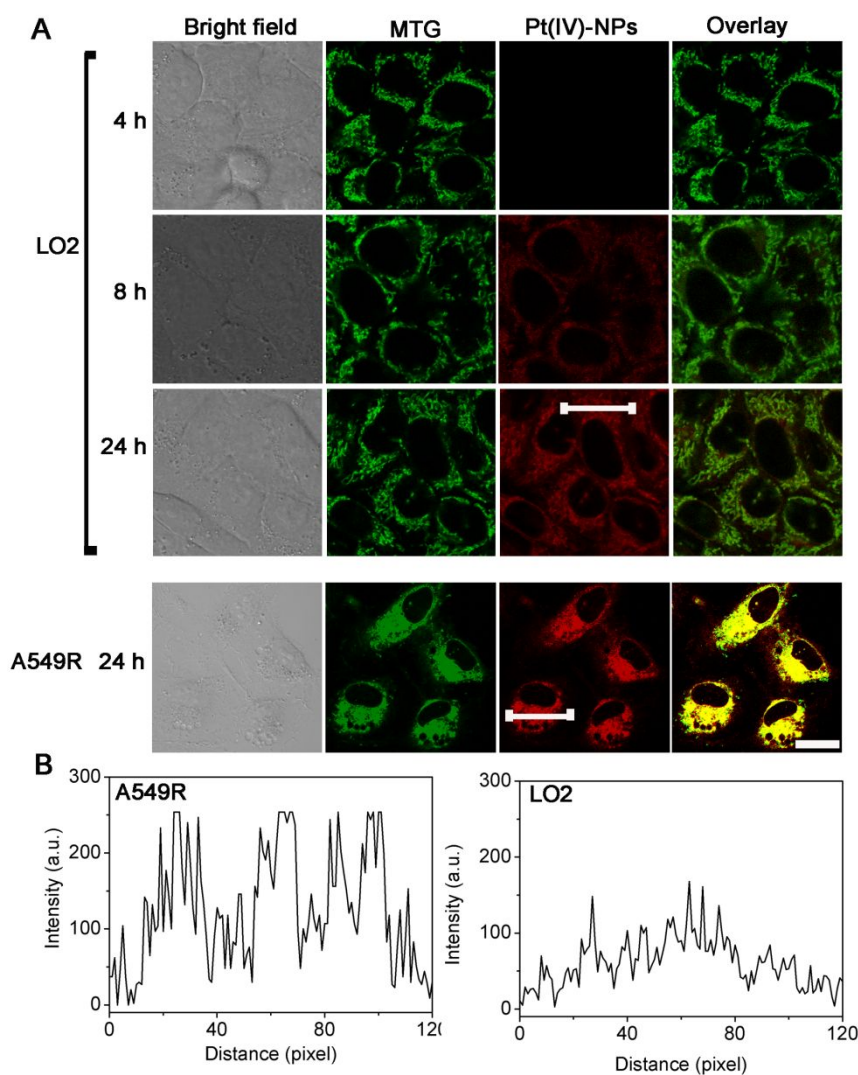 A
Bright field MTG Pt(IV)-NPs Overlay
4 h
LO2
8 h
24 h
A549R 24 h
B
300
200
100
0
Intensity (a.u.)
A549R
0 40 80 120
Distance (pixel)
300
200
100
0
Intensity (a.u.)
LO2
0 40 80 120
Distance (pixel)